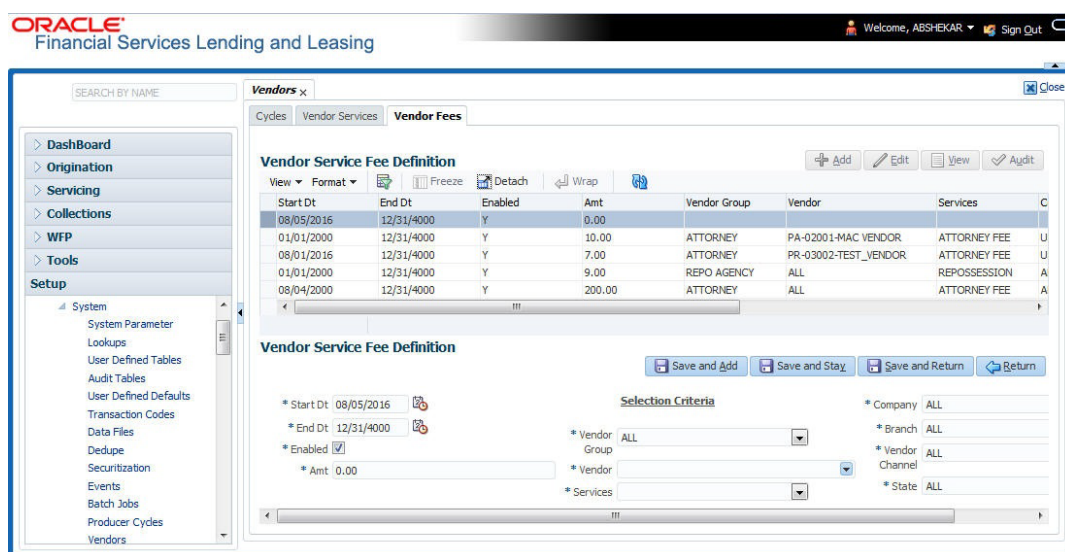 ORACLE
Financial Services Lending and Leasing
Welcome, ABSHEKAR
Sign Out
SEARCH BY NAME
Vendors
Close
Cycles
Vendor Services
Vendor Fees
DashBoard
Origination
Servicing
Collections
WFP
Tools
Setup
System
System Parameter
Lookups
User Defined Tables
Audit Tables
User Defined Defaults
Transaction Codes
Data Files
Dedupe
Securitization
Events
Batch Jobs
Producer Cycles
Vendors
Vendor Service Fee Definition
Add Edit View Audit
View Format Freeze Detach Wrap
Start Dt End Dt Enabled Amt Vendor Group Vendor Services C
08/05/2016 12/31/4000 Y 0.00
01/01/2000 12/31/4000 Y 10.00 ATTORNEY PA-02001-MAC VENDOR ATTORNEY FEE U
08/01/2016 12/31/4000 Y 7.00 ATTORNEY PR-03002-TEST_VENDOR ATTORNEY FEE U
01/01/2000 12/31/4000 Y 9.00 REPO AGENCY ALL REPOSSESSION A
08/04/2000 12/31/4000 Y 200.00 ATTORNEY ALL ATTORNEY FEE A
Vendor Service Fee Definition
Save and Add Save and Stay Save and Return Return
* Start Dt 08/05/2016
* End Dt 12/31/4000
* Enabled
* Amt 0.00
Selection Criteria
* Vendor Group ALL
* Vendor
* Services
* Company ALL
* Branch ALL
* Vendor Channel ALL
* State ALL